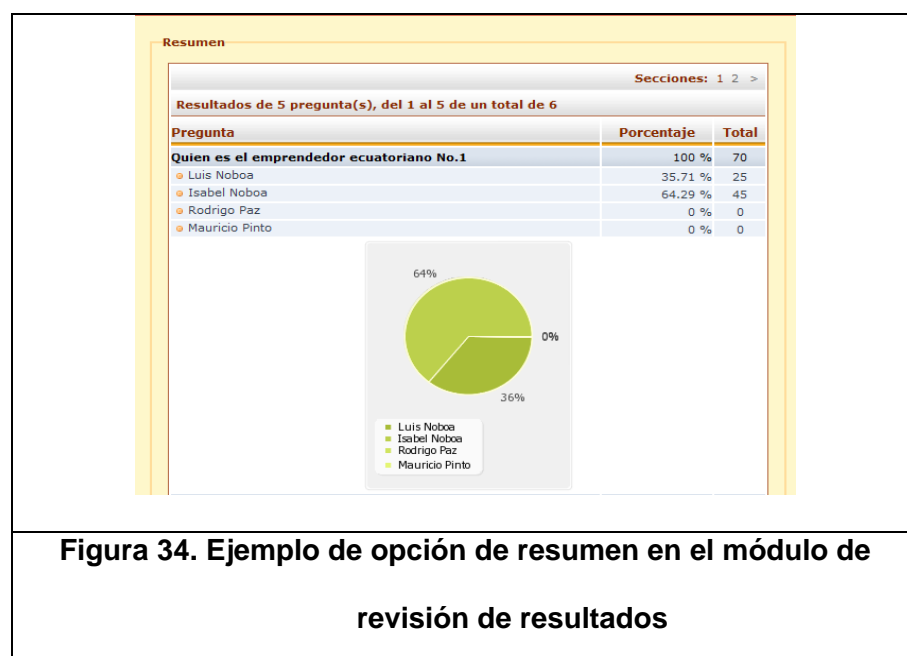 Resumen
Secciones: 1 2 >
Resultados de 5 pregunta(s), del 1 al 5 de un total de 6
Pregunta Porcentaje Total
Quien es el emprendedor ecuatoriano No.1 100 % 70
Luis Noboa 35.71 % 25
Isabel Noboa 64.29 % 45
Rodrigo Paz 0 % 0
Mauricio Pinto 0 % 0
64%
0%
36%
Luis Noboa
Isabel Noboa
Rodrigo Paz
Mauricio Pinto
Figura 34. Ejemplo de opción de resumen en el módulo de
revisión de resultados